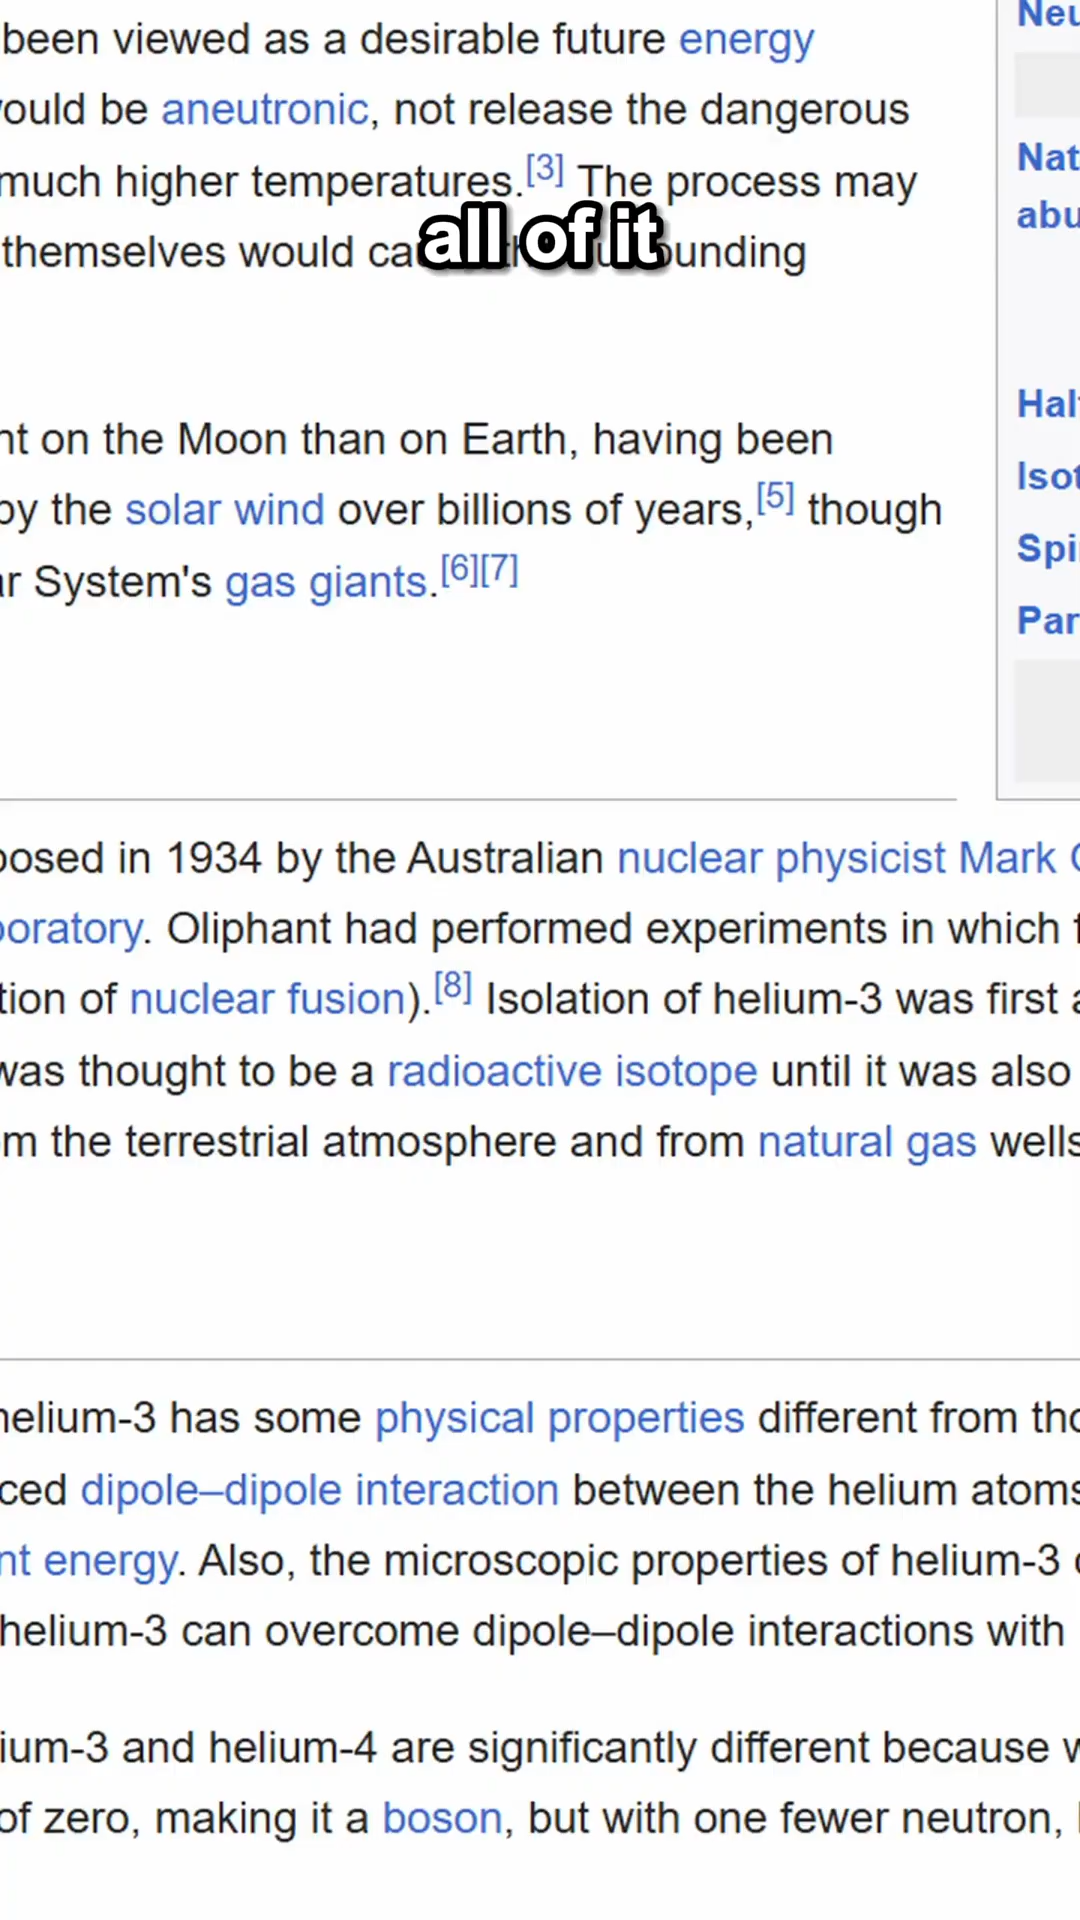 been viewed as a desirable future energy
ould be aneutronic, not release the dangerous
much higher temperatures.[3] The process may
themselves would
all of it
nt on the Moon than on Earth, having been
by the solar wind over billions of years,[5] though
ar System's gas giants.[6][7]
Neu
Nat
abu
Half
Isot
Spi
Par
posed in 1934 by the Australian nuclear physicist Mark
boratory. Oliphant had performed experiments in which
tion of nuclear fusion).[8] Isolation of helium-3 was first
was thought to be a radioactive isotope until it was also
om the terrestrial atmosphere and from natural gas wells
helium-3 has some physical properties different from tho
ced dipole–dipole interaction between the helium atoms
nt energy. Also, the microscopic properties of helium-3
helium-3 can overcome dipole–dipole interactions with
ium-3 and helium-4 are significantly different because
of zero, making it a boson, but with one fewer neutron,